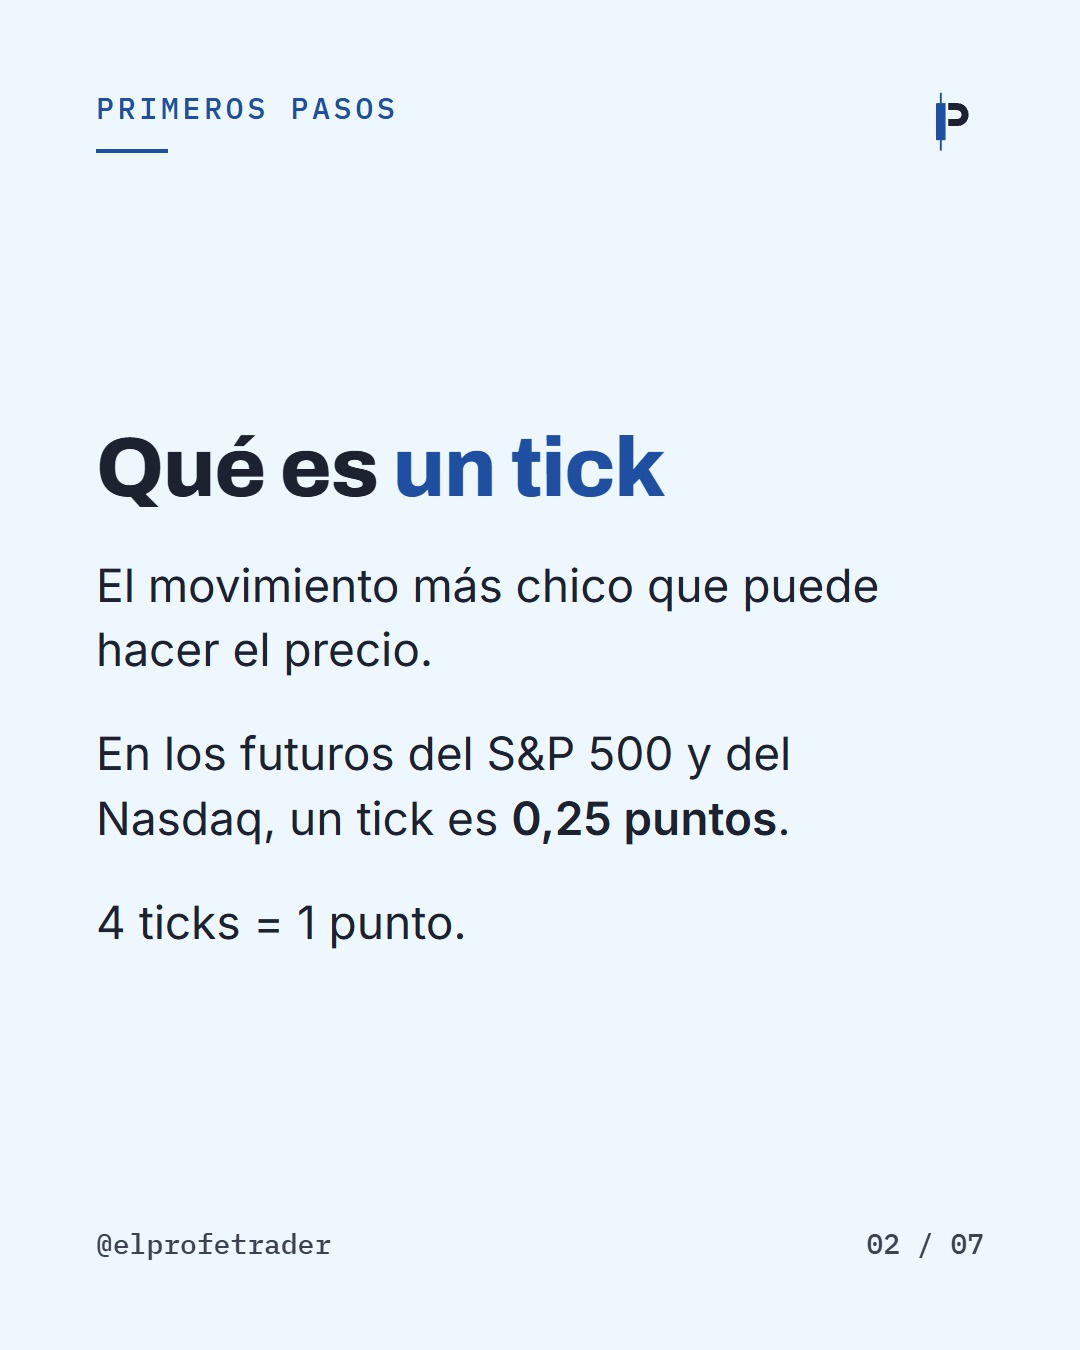 PRIMEROS PASOS
P
Qué es un tick
El movimiento más chico que puede
hacer el precio.
En los futuros del S&P 500 y del
Nasdaq, un tick es 0,25 puntos.
4 ticks = 1 punto.
@elprofetrader
02 / 07